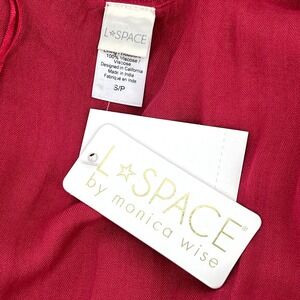 L★SPACE
100% Viscose /
Viscose
Designed in California
Made in India
Fabriqué en Inde
S/P
L★SPACE®
by monica wise